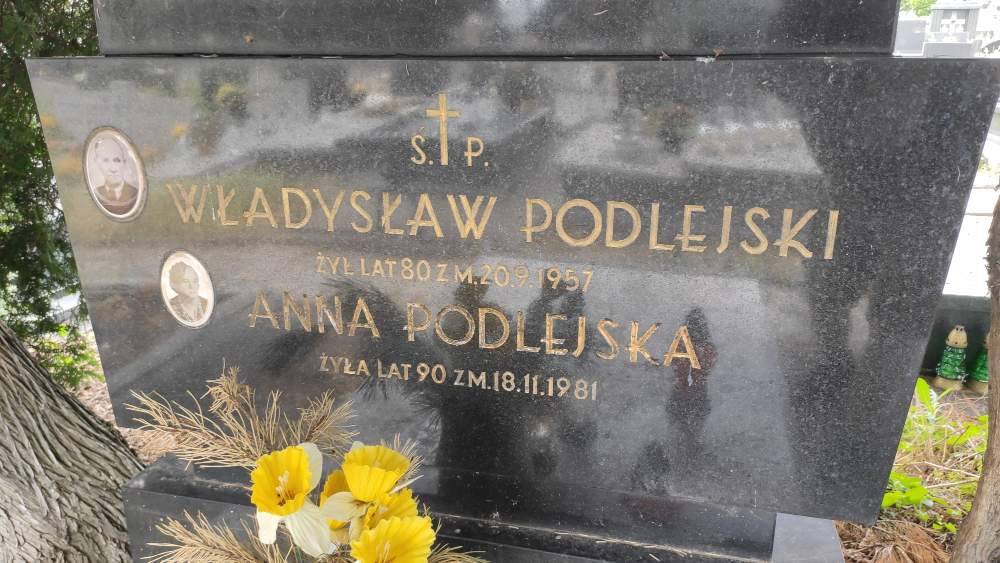 Ś. P.
WŁADYSŁAW PODLEJSKI
ŻYŁ LAT 80 ZM. 20.9.1957
ANNA PODLEJSKA
ŻYŁA LAT 90 ZM. 18.11.1981